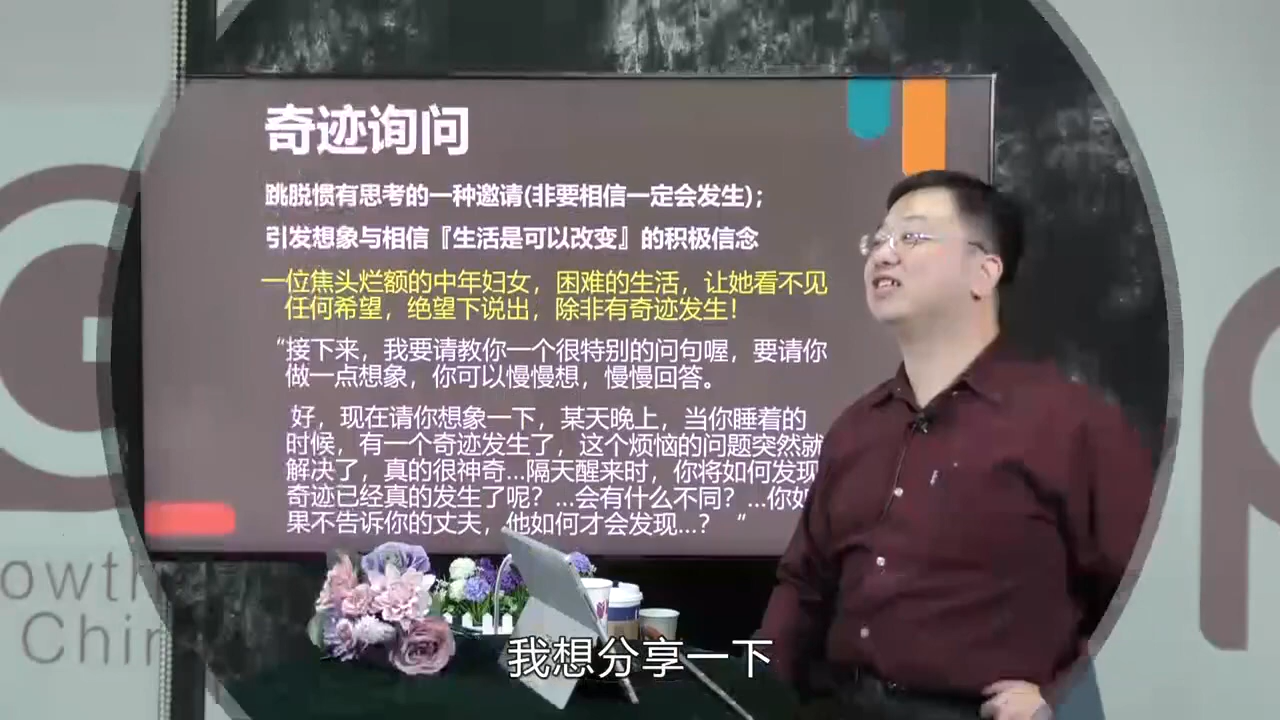 奇迹询问
跳脱惯有思考的一种邀请(非要相信一定会发生)；
引发想象与相信『生活是可以改变』的积极信念
一位焦头烂额的中年妇女，困难的生活，让她看不见
任何希望，绝望下说出，除非有奇迹发生！
“接下来，我要请教你一个很特别的问句喔，要请你
做一点想象，你可以慢慢想，慢慢回答。
好，现在请你想象一下，某天晚上，当你睡着的
时候，有一个奇迹发生了，这个烦恼的问题突然就
解决了，真的很神奇...隔天醒来时，你将如何发现
奇迹已经真的发生了呢？...会有什么不同？...你如
果不告诉你的丈夫，他如何才会发现...？“
owth
Chin
我想分享一下